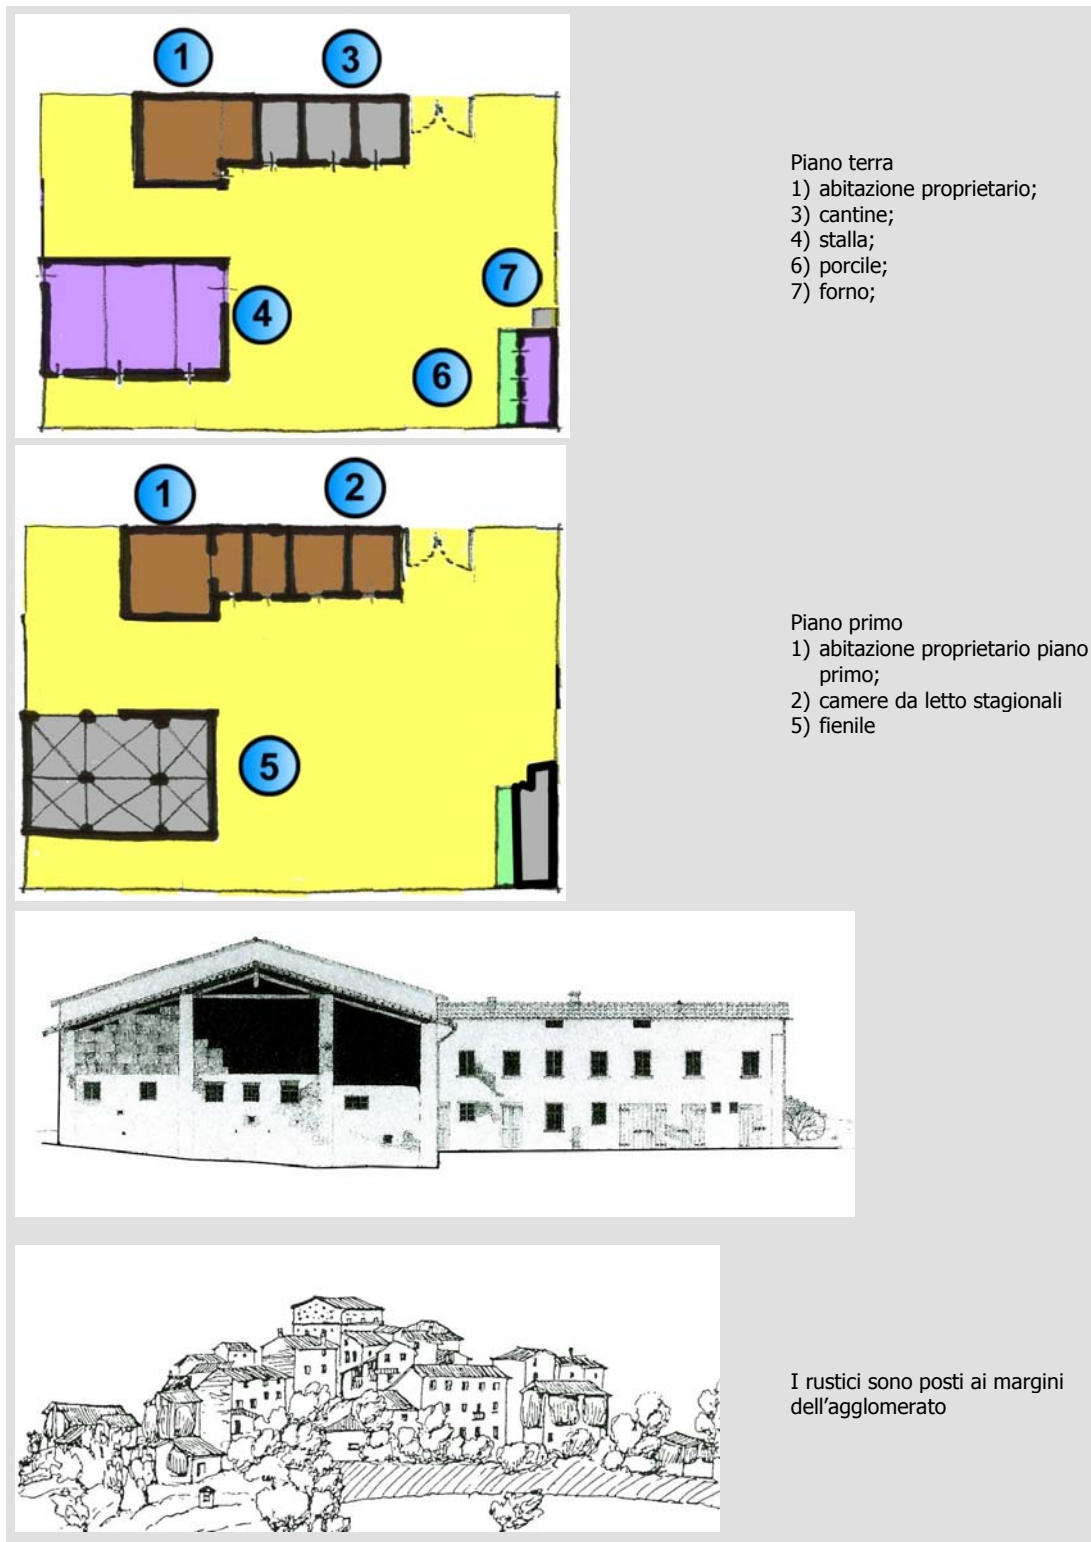 1
3
4
7
6
Piano terra
1) abitazione proprietario;
3) cantine;
4) stalla;
6) porcile;
7) forno;
1
2
5
Piano primo
1) abitazione proprietario piano
primo;
2) camere da letto stagionali
5) fienile
I rustici sono posti ai margini
dell'agglomerato